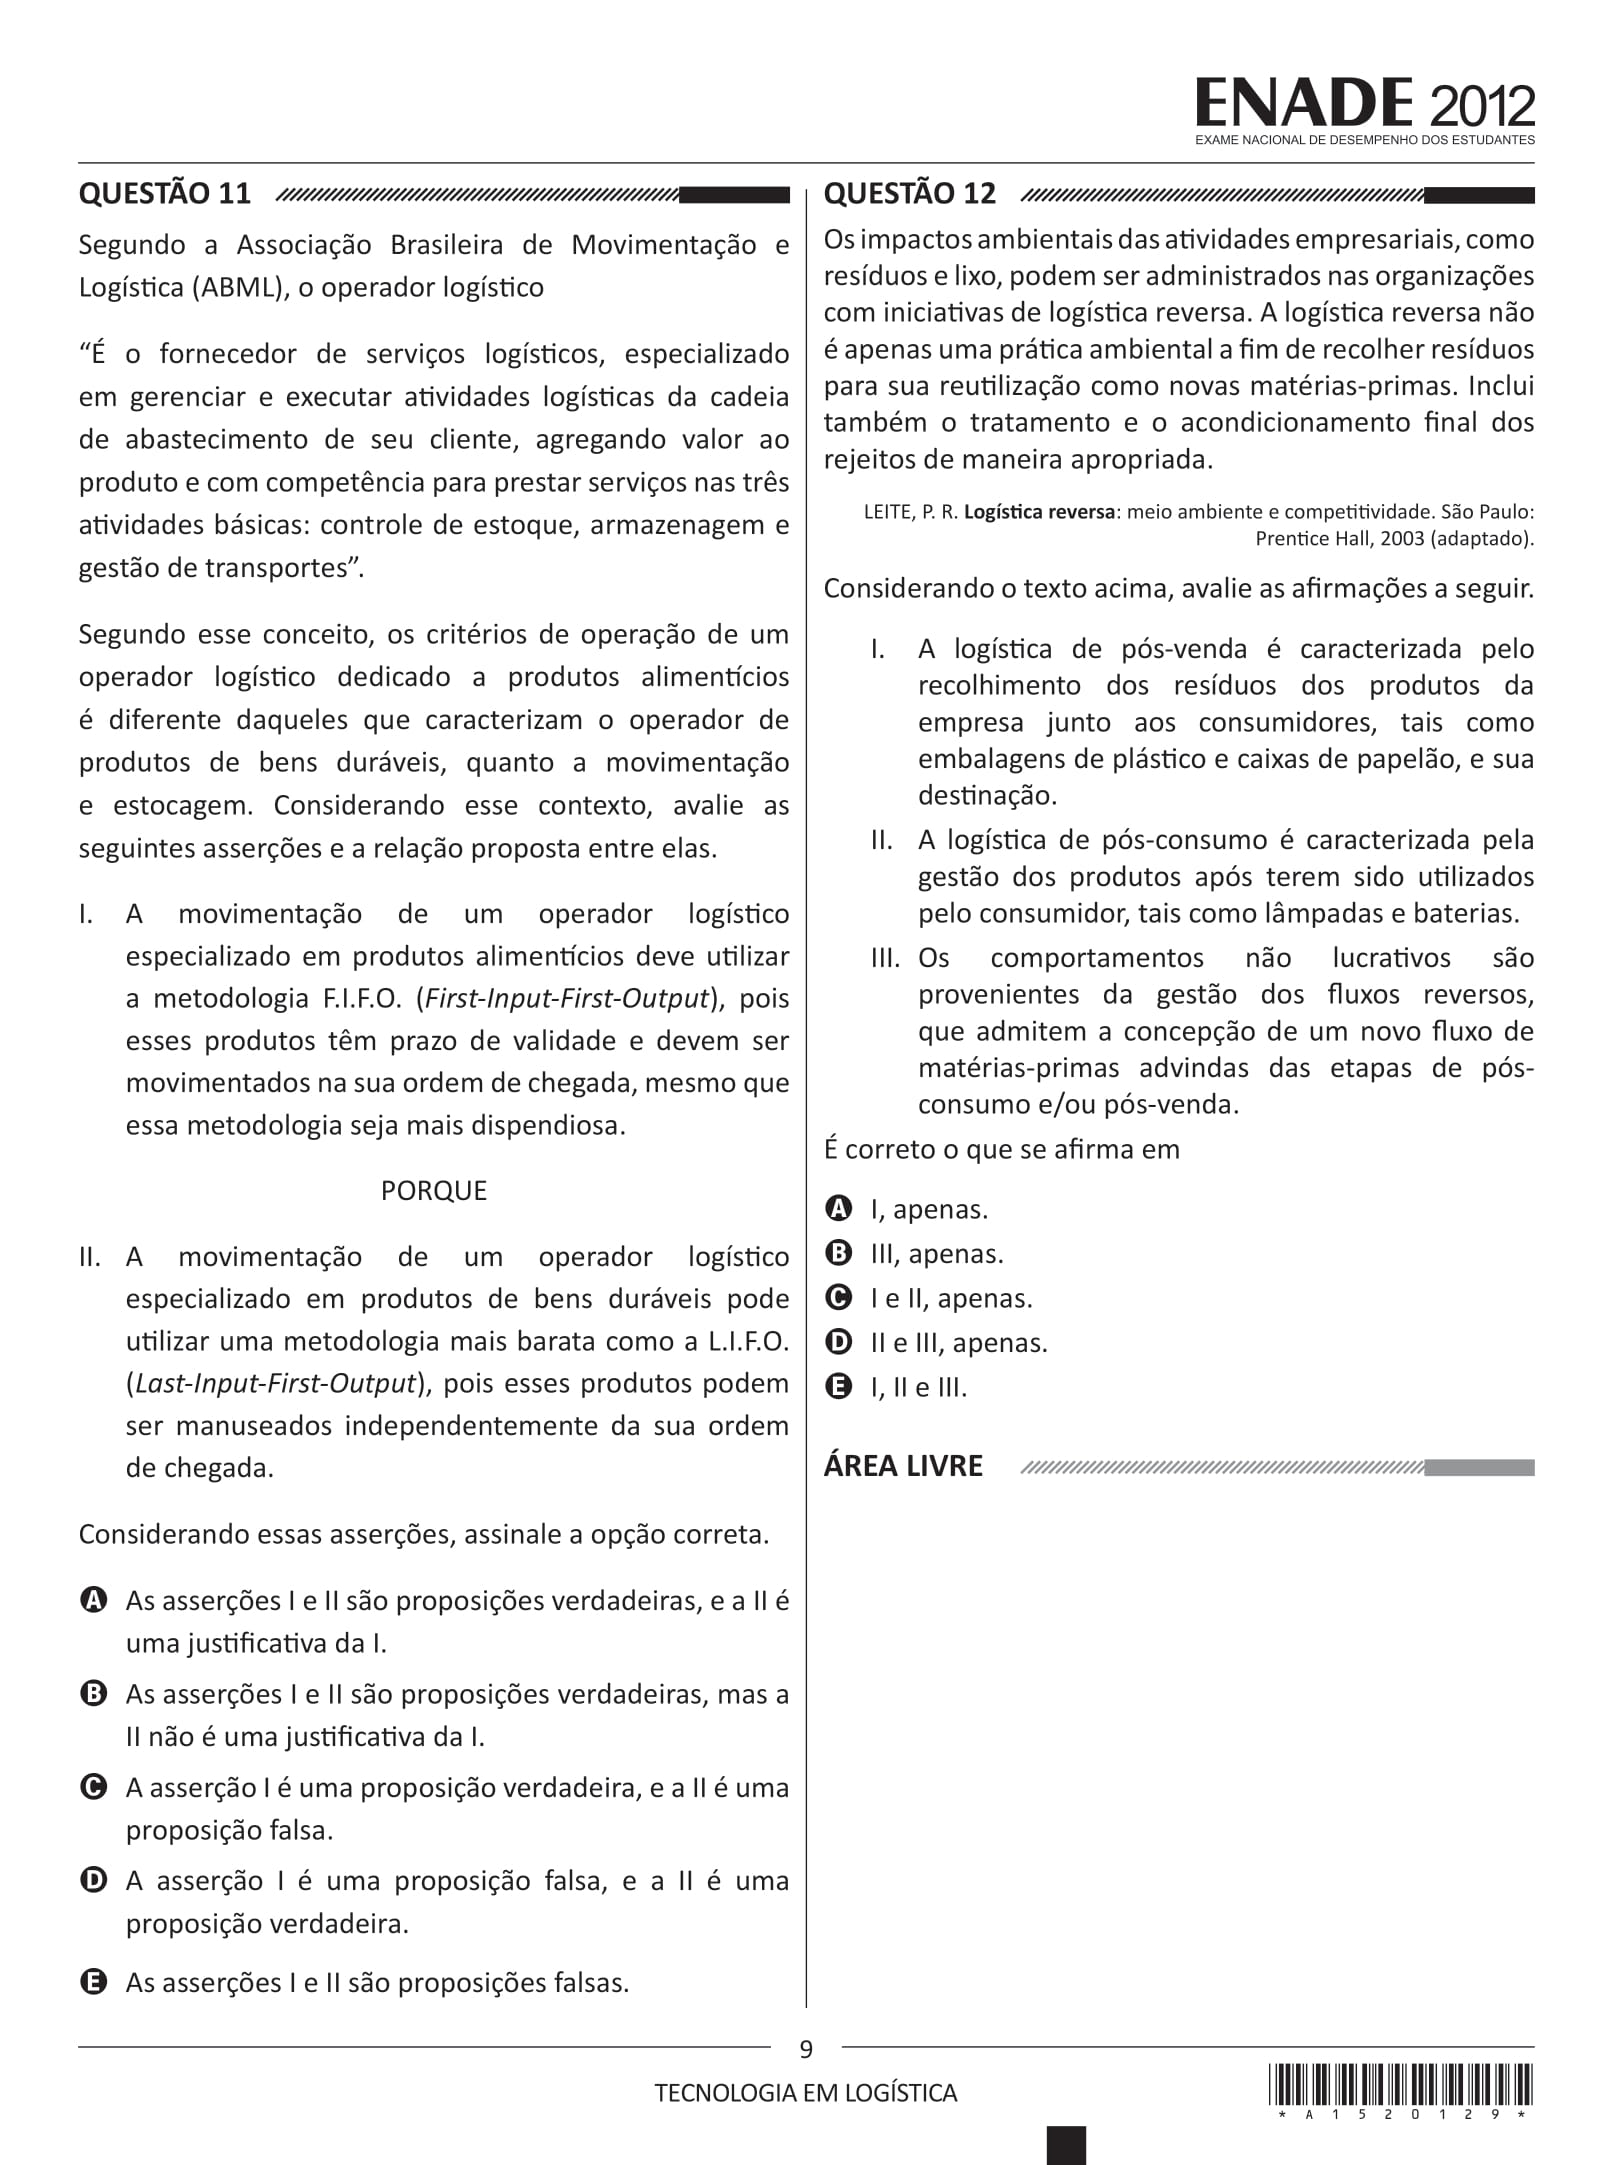 ENADE 2012
EXAME NACIONAL DE DESEMPENHO DOS ESTUDANTES
QUESTÃO 11
Segundo a Associação Brasileira de Movimentação e
Logística (ABML), o operador logístico
“É o fornecedor de serviços logísticos, especializado
em gerenciar e executar atividades logísticas da cadeia
de abastecimento de seu cliente, agregando valor ao
produto e com competência para prestar serviços nas três
atividades básicas: controle de estoque, armazenagem e
gestão de transportes”.
Segundo esse conceito, os critérios de operação de um
operador logístico dedicado a produtos alimentícios
é diferente daqueles que caracterizam o operador de
produtos de bens duráveis, quanto a movimentação
e estocagem. Considerando esse contexto, avalie as
seguintes asserções e a relação proposta entre elas.
I. A movimentação de um operador logístico
especializado em produtos alimentícios deve utilizar
a metodologia F.I.F.O. (First-Input-First-Output), pois
esses produtos têm prazo de validade e devem ser
movimentados na sua ordem de chegada, mesmo que
essa metodologia seja mais dispendiosa.
PORQUE
II. A movimentação de um operador logístico
especializado em produtos de bens duráveis pode
utilizar uma metodologia mais barata como a L.I.F.O.
(Last-Input-First-Output), pois esses produtos podem
ser manuseados independentemente da sua ordem
de chegada.
Considerando essas asserções, assinale a opção correta.
A As asserções I e II são proposições verdadeiras, e a II é
uma justificativa da I.
B As asserções I e II são proposições verdadeiras, mas a
II não é uma justificativa da I.
C A asserção I é uma proposição verdadeira, e a II é uma
proposição falsa.
D A asserção I é uma proposição falsa, e a II é uma
proposição verdadeira.
E As asserções I e II são proposições falsas.
QUESTÃO 12
Os impactos ambientais das atividades empresariais, como
resíduos e lixo, podem ser administrados nas organizações
com iniciativas de logística reversa. A logística reversa não
é apenas uma prática ambiental a fim de recolher resíduos
para sua reutilização como novas matérias-primas. Inclui
também o tratamento e o acondicionamento final dos
rejeitos de maneira apropriada.
LEITE, P. R. Logística reversa: meio ambiente e competitividade. São Paulo:
Prentice Hall, 2003 (adaptado).
Considerando o texto acima, avalie as afirmações a seguir.
I. A logística de pós-venda é caracterizada pelo
recolhimento dos resíduos dos produtos da
empresa junto aos consumidores, tais como
embalagens de plástico e caixas de papelão, e sua
destinação.
II. A logística de pós-consumo é caracterizada pela
gestão dos produtos após terem sido utilizados
pelo consumidor, tais como lâmpadas e baterias.
III. Os comportamentos não lucrativos são
provenientes da gestão dos fluxos reversos,
que admitem a concepção de um novo fluxo de
matérias-primas advindas das etapas de pós-
consumo e/ou pós-venda.
É correto o que se afirma em
A I, apenas.
B III, apenas.
C I e II, apenas.
D II e III, apenas.
E I, II e III.
ÁREA LIVRE
9
TECNOLOGIA EM LOGÍSTICA
* A 1 5 2 0 1 2 9 *